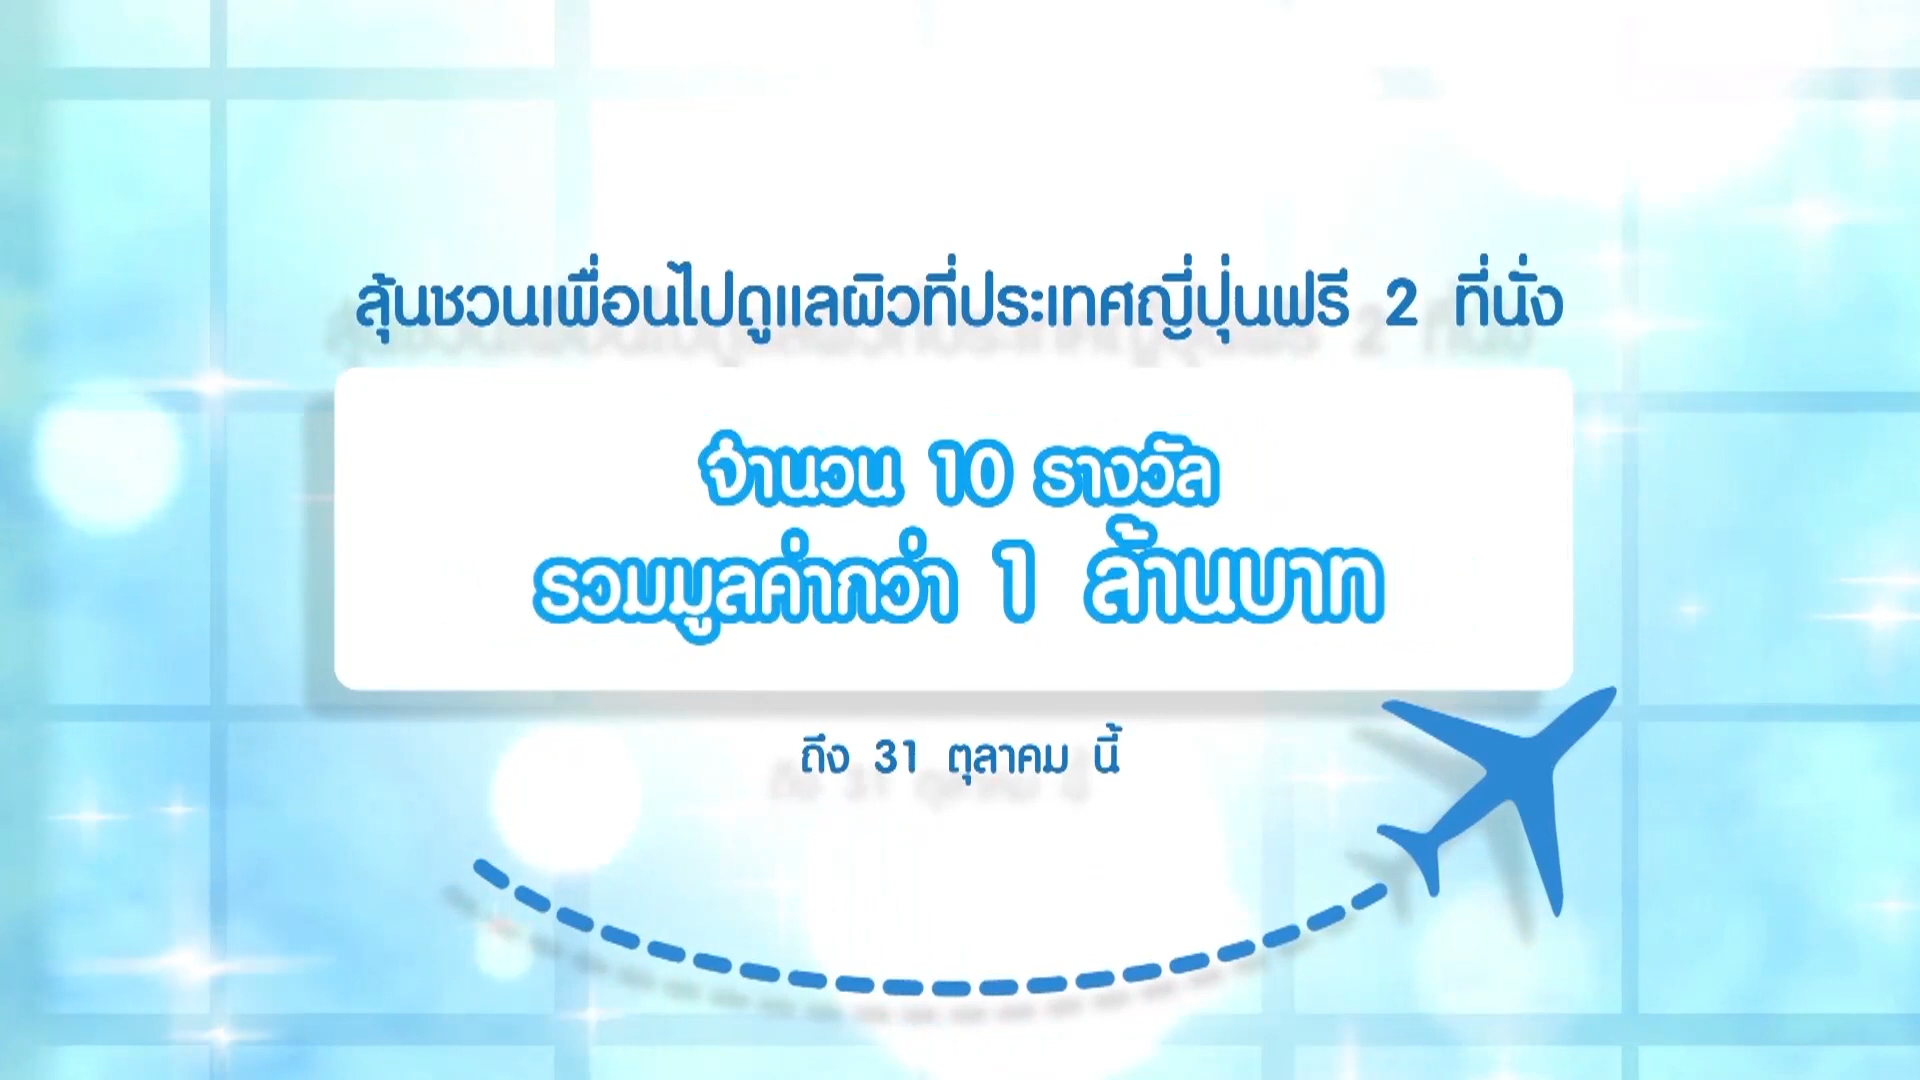 ลุ้นชวนเพื่อนไปดูแลผิวที่ประเทศญี่ปุ่นฟรี 2 ที่นั่ง
จำนวน 10 รางวัล
รวมมูลค่ากว่า 1 ล้านบาท
ถึง 31 ตุลาคม นี้